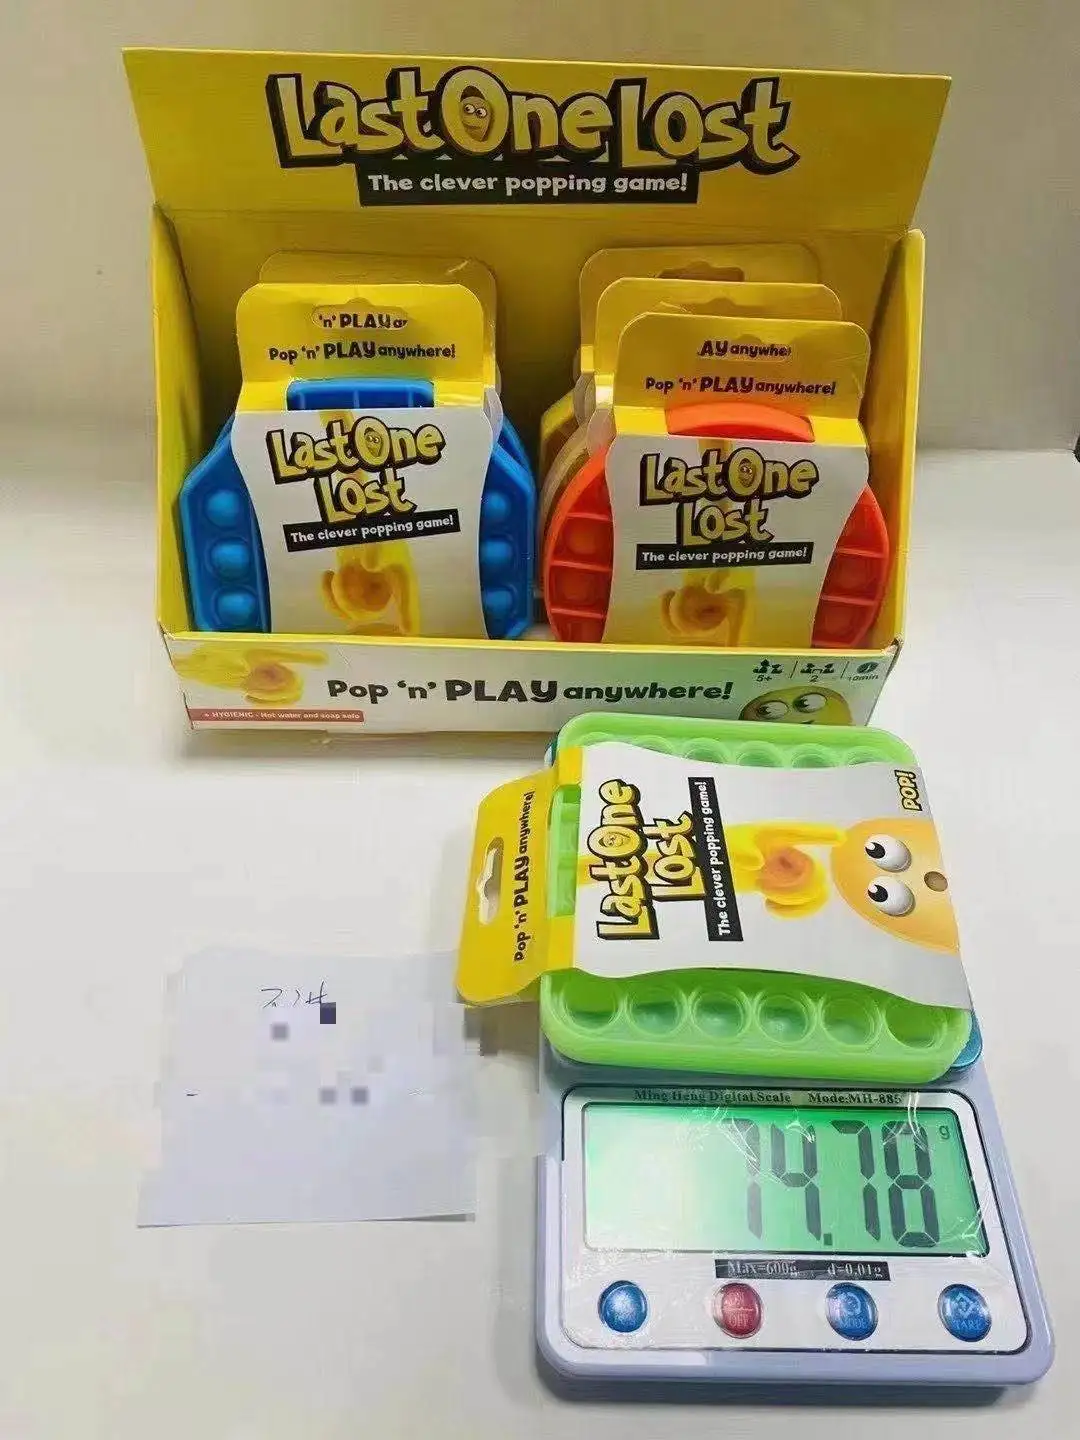 Last One Lost
The clever popping game!
'n' PLAY
Pop 'n' PLAY anywhere!
Last One
Lost
The clever popping game!
AY anywhe
Pop 'n' PLAY anywhere!
Last One
Lost
The clever popping game!
Pop 'n' PLAY anywhere!
5+
2
10min
+ HYGIENIC - Hot water and soap safe
Pop 'n' PLAY anywhere!
Last One
Lost
The clever popping game!
POP!
Ming Heng Digital Scale Mode:MH-885
74.78 g
Max=600g d=0.01g
OFF
MODE
TARE